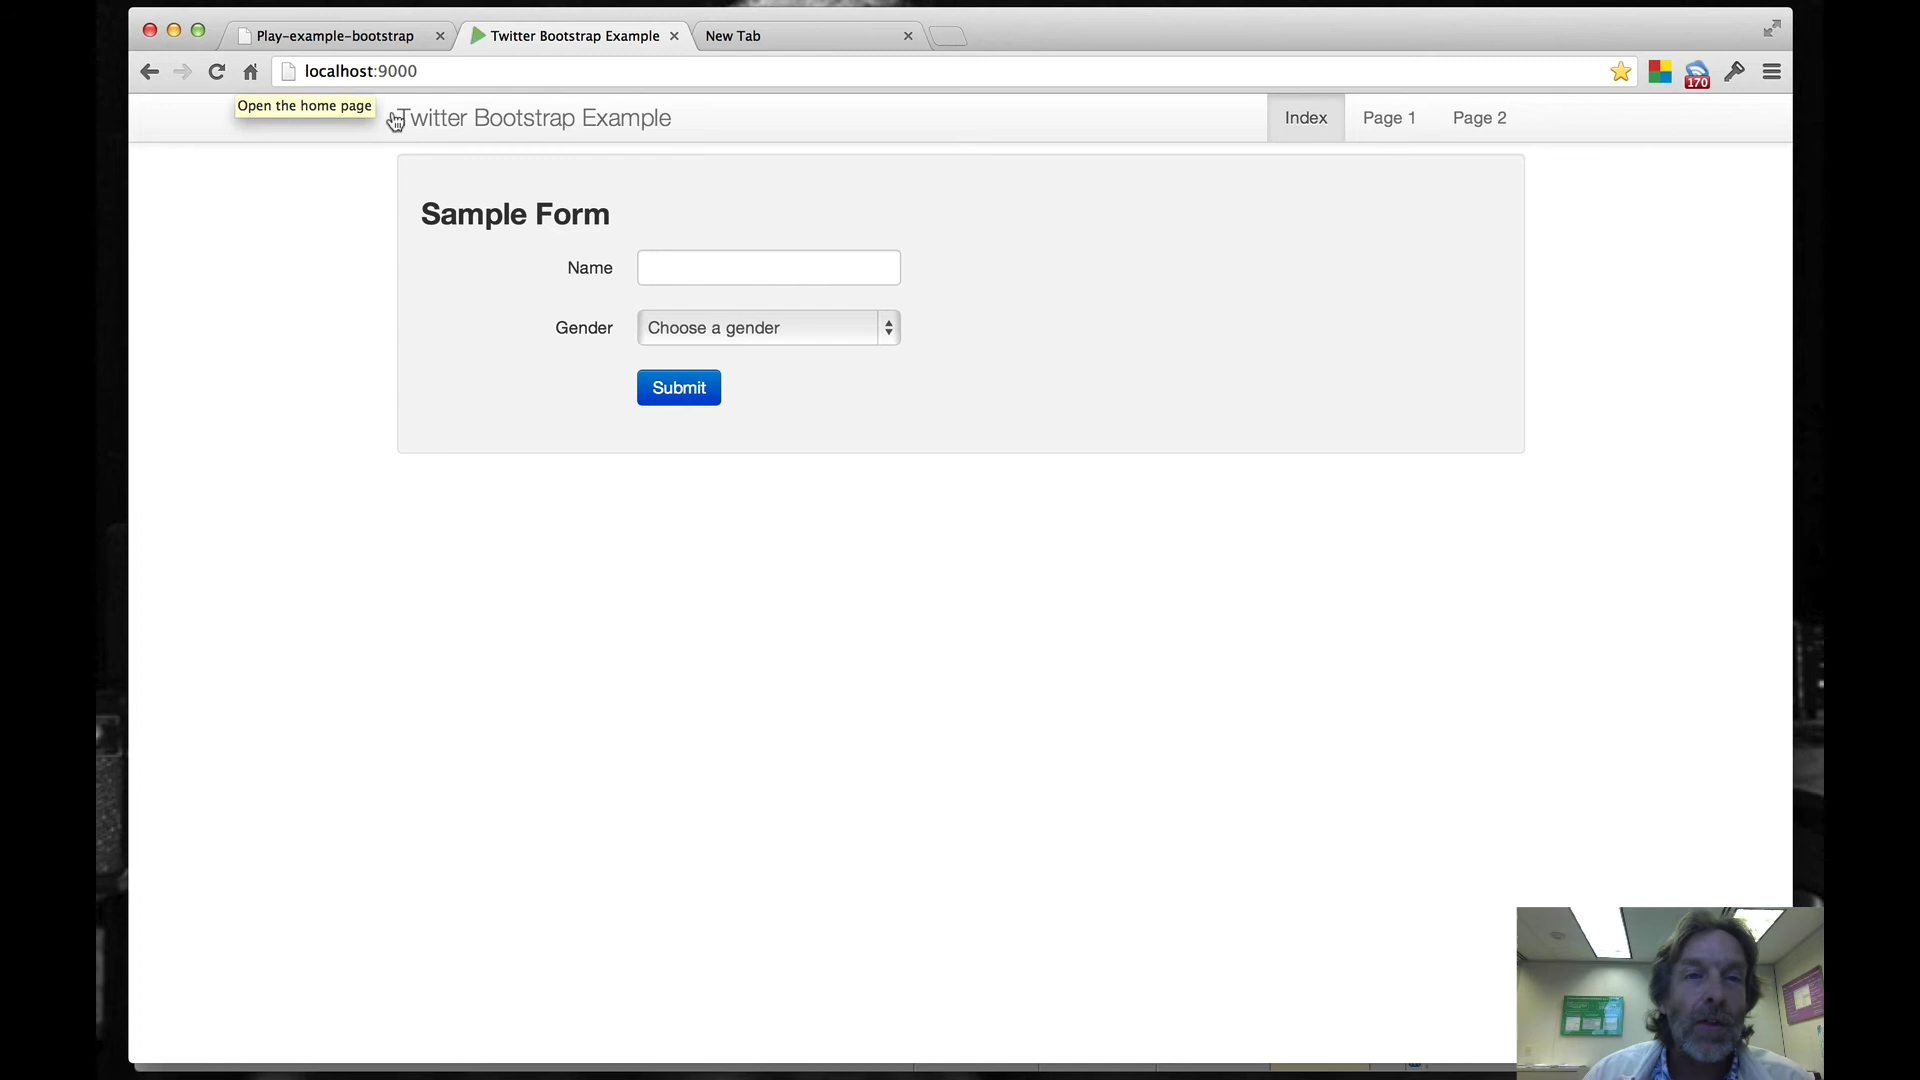 Play-example-bootstrap
Twitter Bootstrap Example
New Tab
localhost:9000
170
Open the home page
Twitter Bootstrap Example
Index
Page 1
Page 2
Sample Form
Name
Gender
Choose a gender
Submit